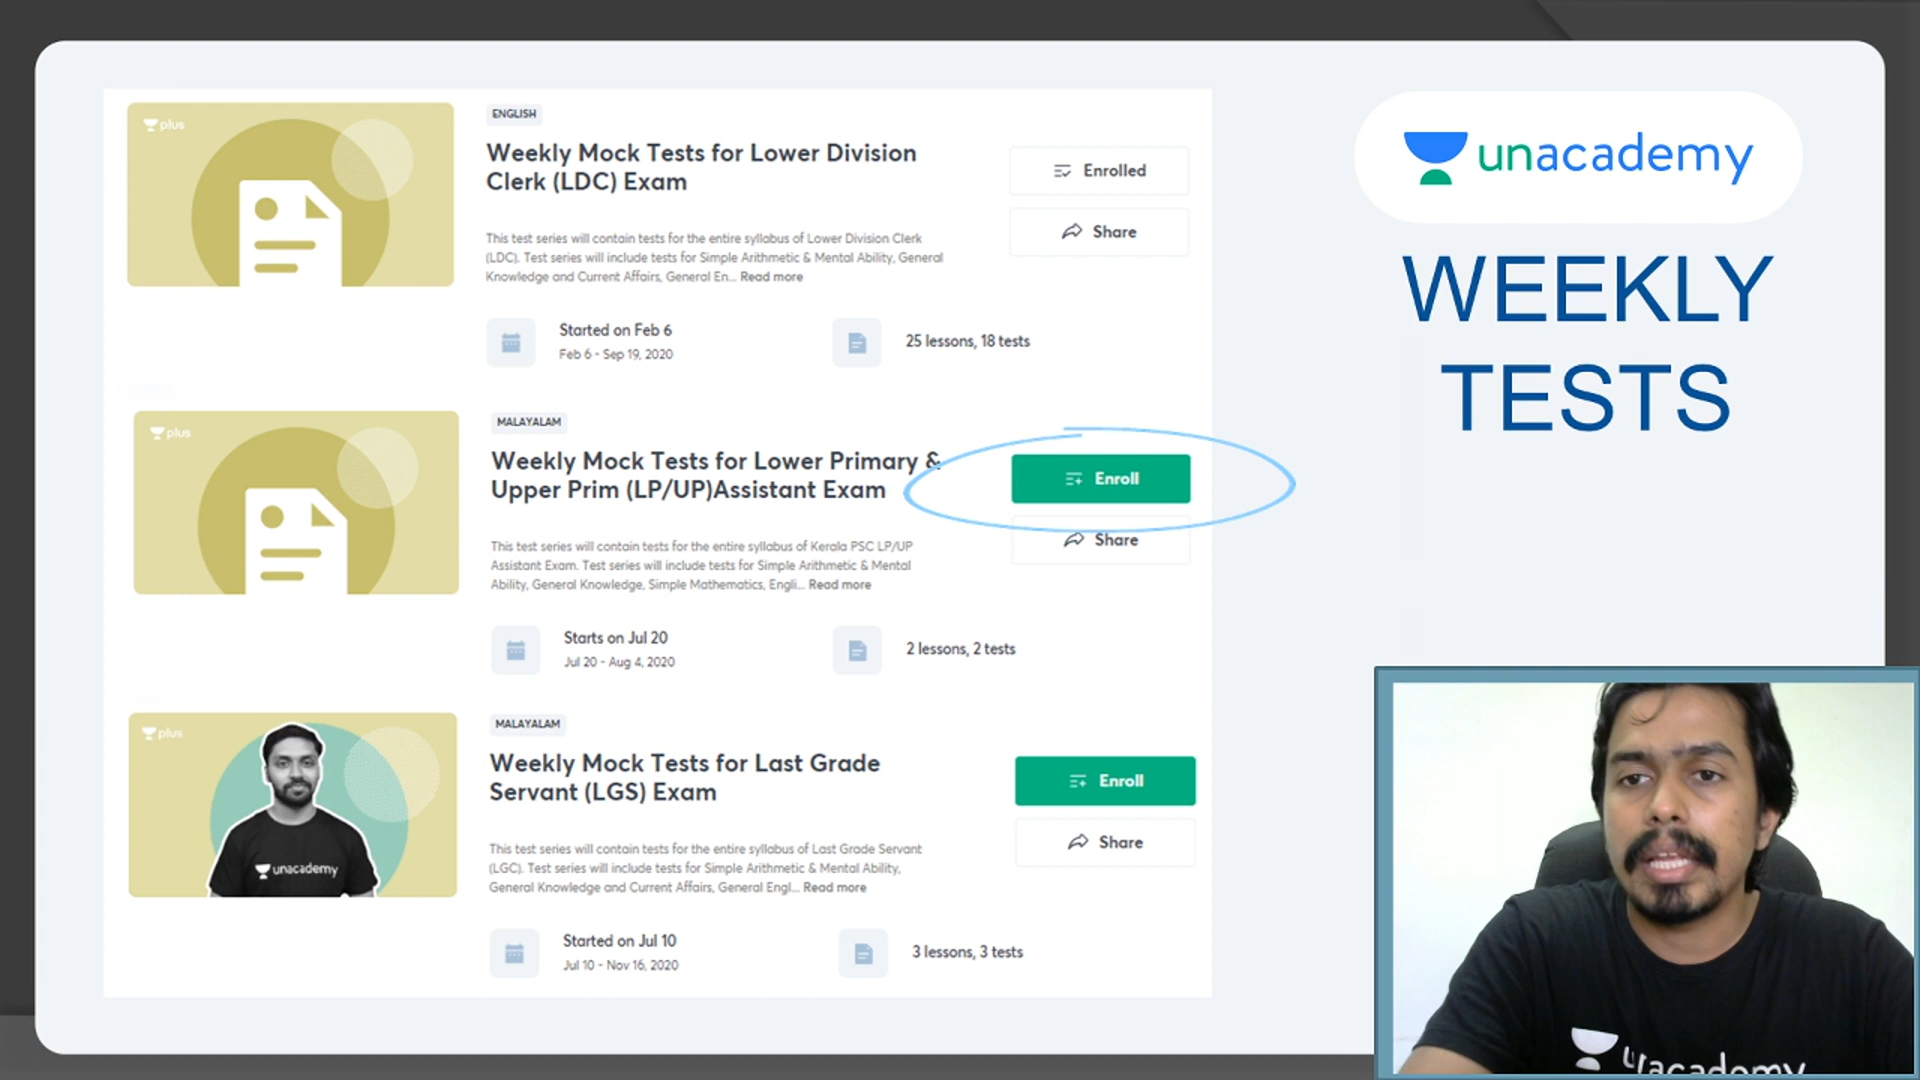 plus
ENGLISH
Weekly Mock Tests for Lower Division
Clerk (LDC) Exam
Enrolled
Share
This test series will contain tests for the entire syllabus of Lower Division Clerk
(LDC). Test series include tests for Simple Arithmetic & Mental Ability, General
Knowledge and Current Affairs, General En... Read more
Started on Feb 6
Feb 6 - Sep 19, 2020
25 lessons, 18 tests
plus
MALAYALAM
Weekly Mock Tests for Lower Primary &
Upper Prim (LP/UP)Assistant Exam
Enroll
Share
This test series will contain tests for the entire syllabus of Kerala PSC LP/UP
Assistant Exam. Test series will include tests for Simple Arithmetic & Mental
Ability, General Knowledge, Simple Mathematics, Engli... Read more
Starts on Jul 20
Jul 20 - Aug 4, 2020
2 lessons, 2 tests
plus
unacademy
MALAYALAM
Weekly Mock Tests for Last Grade
Servant (LGS) Exam
Enroll
Share
This test series will contain tests for the entire syllabus of Last Grade Servant
(LGC). Test series will include tests for Simple Arithmetic & Mental Ability,
General Knowledge and Current Affairs, General Engl... Read more
Started on Jul 10
Jul 10 - Nov 16, 2020
3 lessons, 3 tests
unacademy
WEEKLY
TESTS
unacademy